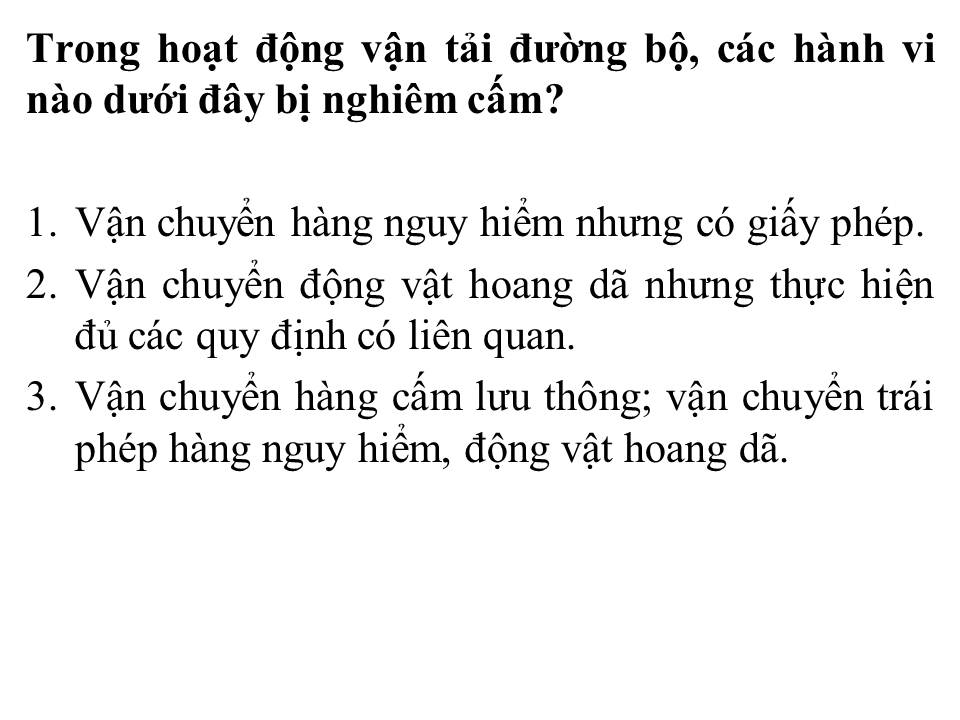 Trong hoạt động vận tải đường bộ, các hành vi
nào dưới đây bị nghiêm cấm?
1. Vận chuyển hàng nguy hiểm nhưng có giấy phép.
2. Vận chuyển động vật hoang dã nhưng thực hiện
đủ các quy định có liên quan.
3. Vận chuyển hàng cấm lưu thông; vận chuyển trái
phép hàng nguy hiểm, động vật hoang dã.